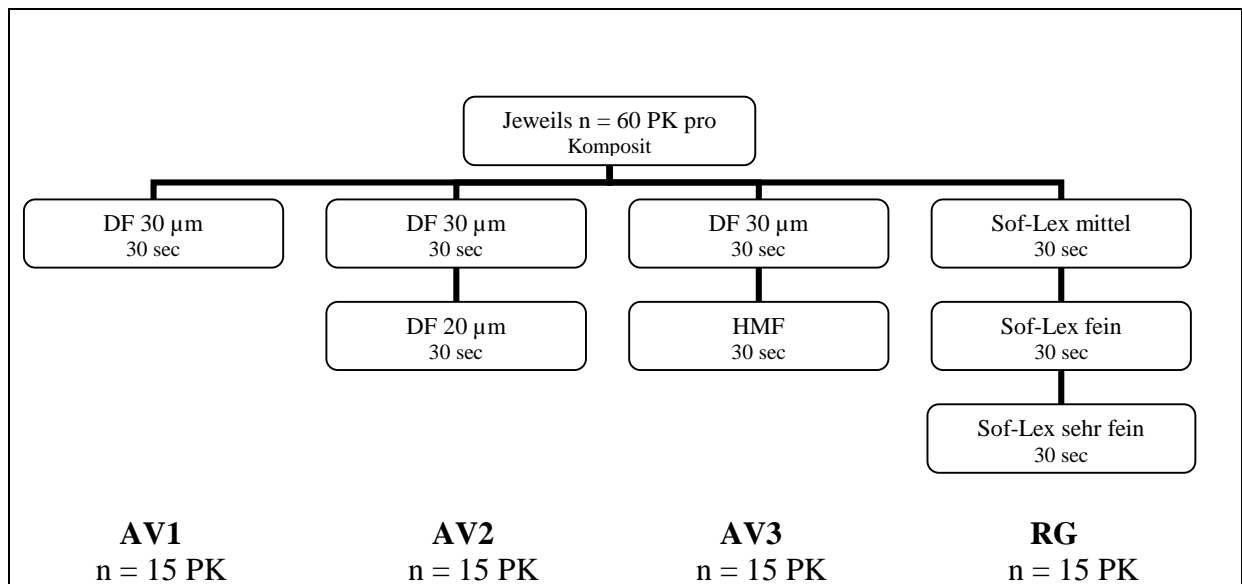 Jeweils n = 60 PK pro
Komposit
DF 30 µm
30 sec
DF 30 µm
30 sec
DF 30 µm
30 sec
Sof-Lex mittel
30 sec
DF 20 µm
30 sec
HMF
30 sec
Sof-Lex fein
30 sec
Sof-Lex sehr fein
30 sec
AV1
n = 15 PK
AV2
n = 15 PK
AV3
n = 15 PK
RG
n = 15 PK